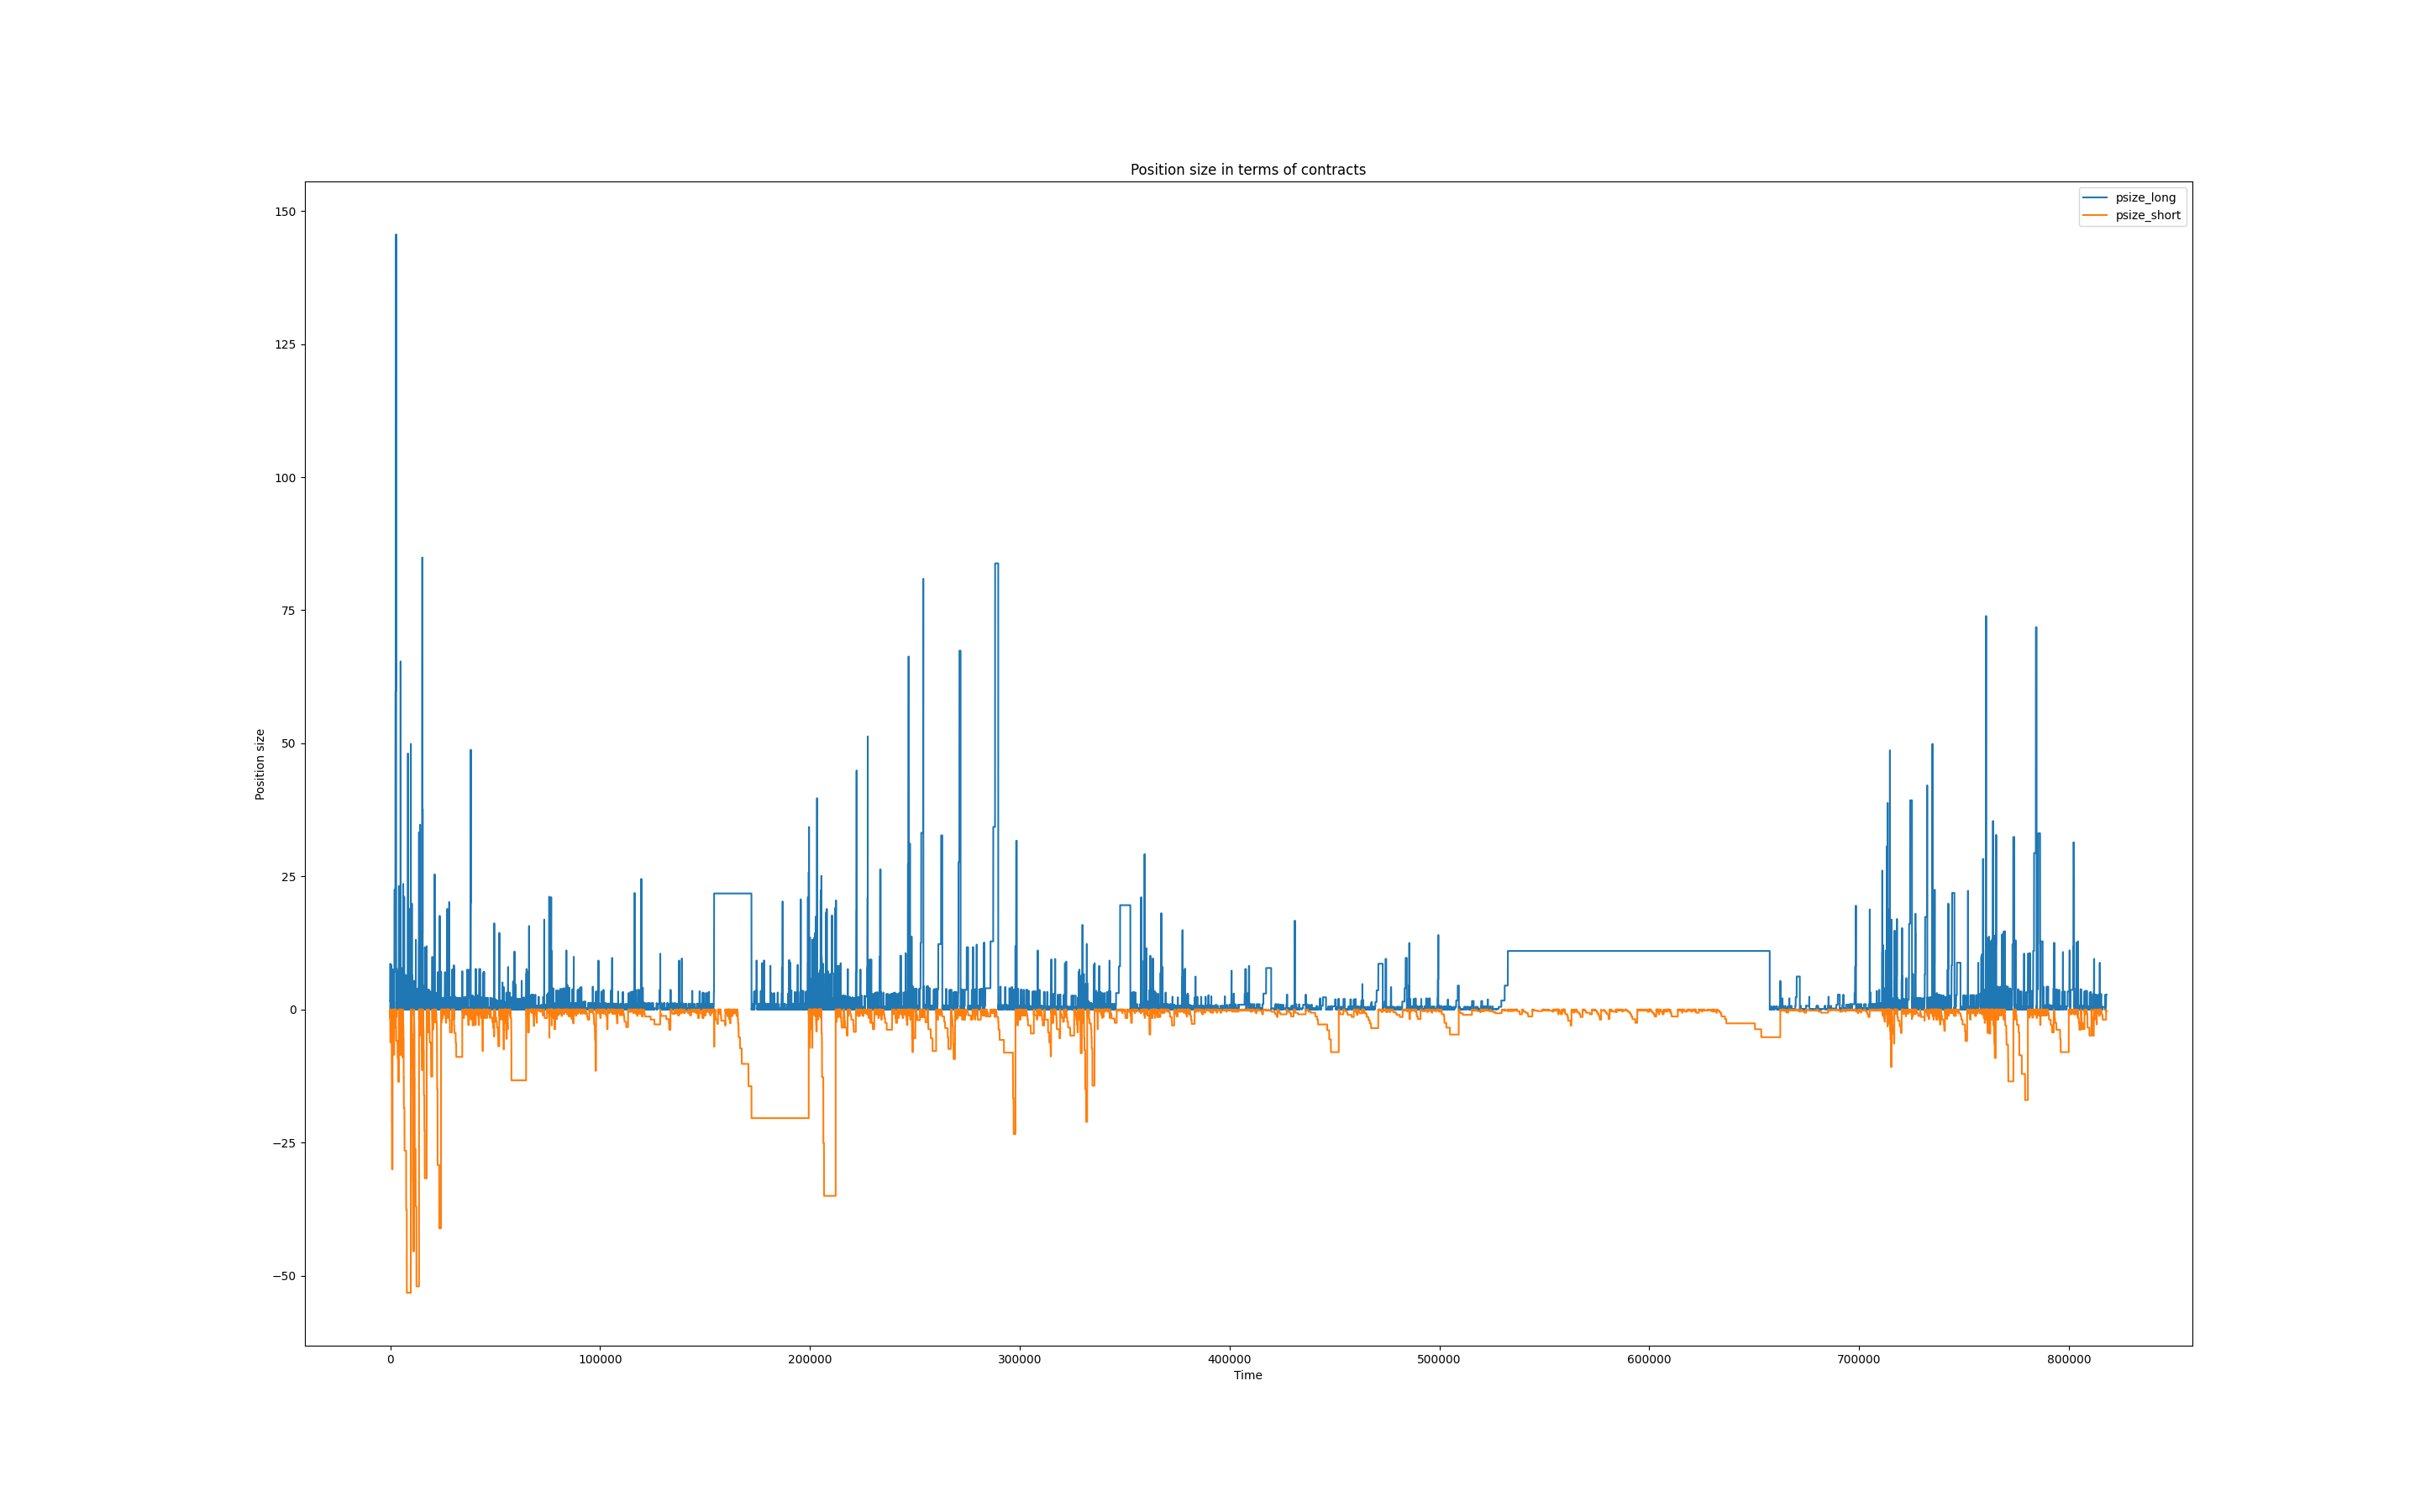 Position size in terms of contracts
psize_long
psize_short
150
125
100
75
50
25
0
−25
−50
Position size
0 100000 200000 300000 400000 500000 600000 700000 800000
Time